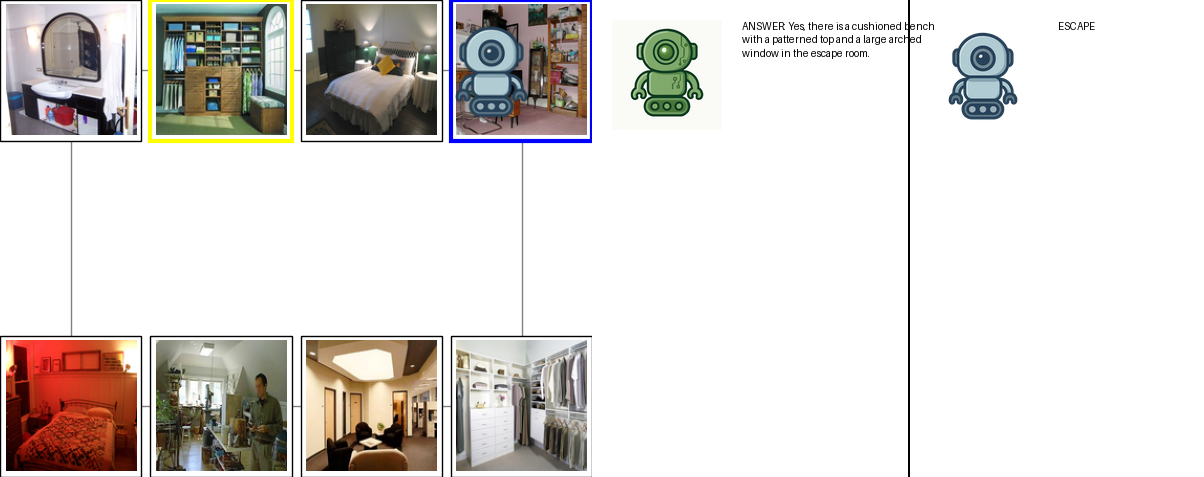 ANSWER: Yes, there is a cushioned bench
with a patterned top and a large arched
window in the escape room.
ESCAPE